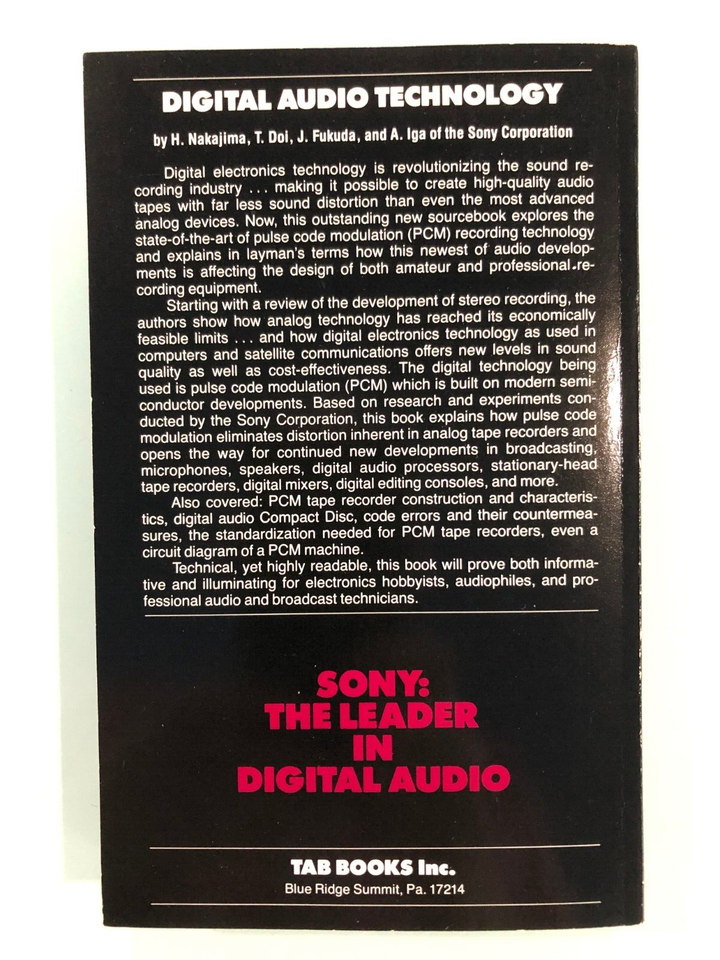 DIGITAL AUDIO TECHNOLOGY
by H. Nakajima, T. Doi, J. Fukuda, and A. Iga of the Sony Corporation
Digital electronics technology is revolutionizing the sound re-
cording industry ... making it possible to create high-quality audio
tapes with far less sound distortion than even the most advanced
analog devices. Now, this outstanding new sourcebook explores the
state-of-the-art of pulse code modulation (PCM) recording technology
and explains in layman's terms how this newest of audio develop-
ments is affecting the design of both amateur and professional re-
cording equipment.
Starting with a review of the development of stereo recording, the
authors show how analog technology has reached its economically
feasible limits ... and how digital electronics technology as used in
computers and satellite communications offers new levels in sound
quality as well as cost-effectiveness. The digital technology being
used is pulse code modulation (PCM) which is built on modern semi-
conductor developments. Based on research and experiments con-
ducted by the Sony Corporation, this book explains how pulse code
modulation eliminates distortion inherent in analog tape recorders and
opens the way for continued new developments in broadcasting,
microphones, speakers, digital audio processors, stationary-head
tape recorders, digital mixers, digital editing consoles, and more.
Also covered: PCM tape recorder construction and characteris-
tics, digital audio Compact Disc, code errors and their countermea-
sures, the standardization needed for PCM tape recorders, even a
circuit diagram of a PCM machine.
Technical, yet highly readable, this book will prove both informa-
tive and illuminating for electronics hobbyists, audiophiles, and pro-
fessional audio and broadcast technicians.
SONY:
THE LEADER
IN
DIGITAL AUDIO
TAB BOOKS Inc.
Blue Ridge Summit, Pa. 17214